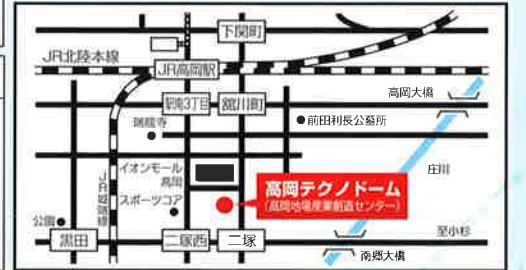 下関町
JR北陸本線
JR高岡駅
高岡大橋
駅南3丁目
舘川町
瑞龍寺
前田利長公墓所
イオンモール
高岡
庄川
JR城端線
高岡テクノドーム
(高岡地場産業創造センター)
スポーツコア
公園
至小杉
黒田
二塚西
二塚
南郷大橋